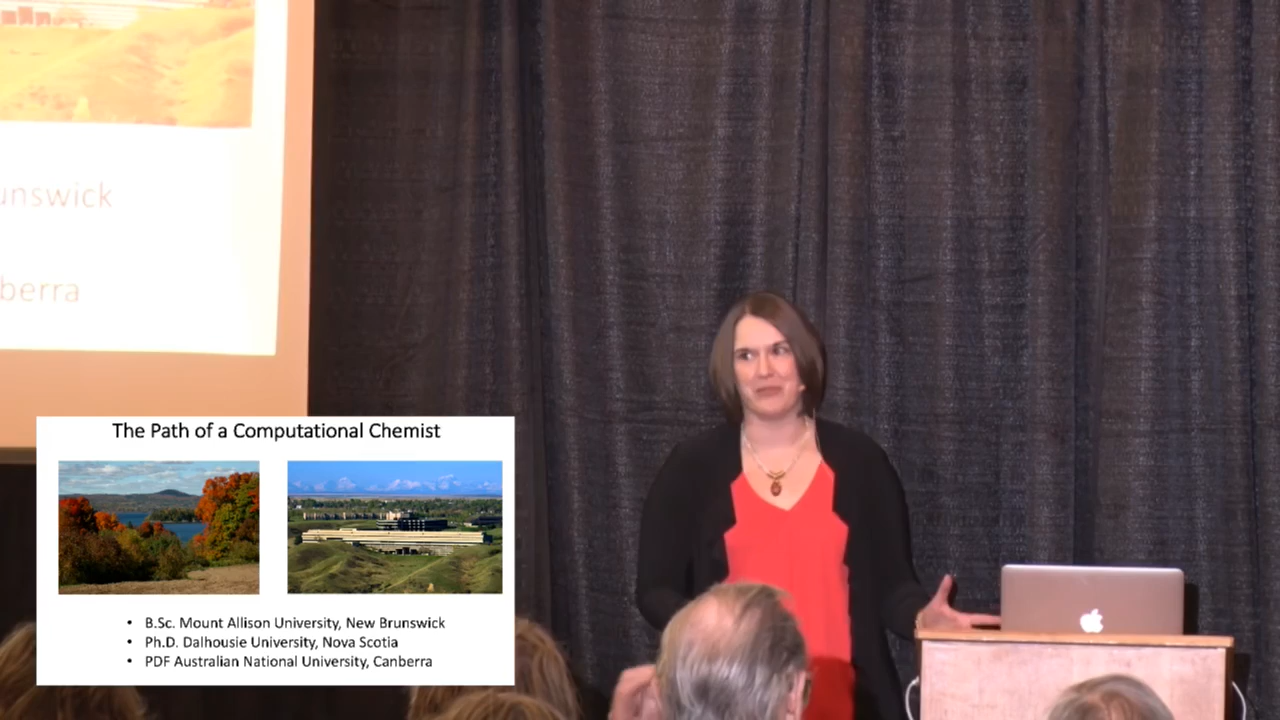 unswick
berra
The Path of a Computational Chemist
• B.Sc. Mount Allison University, New Brunswick
• Ph.D. Dalhousie University, Nova Scotia
• PDF Australian National University, Canberra